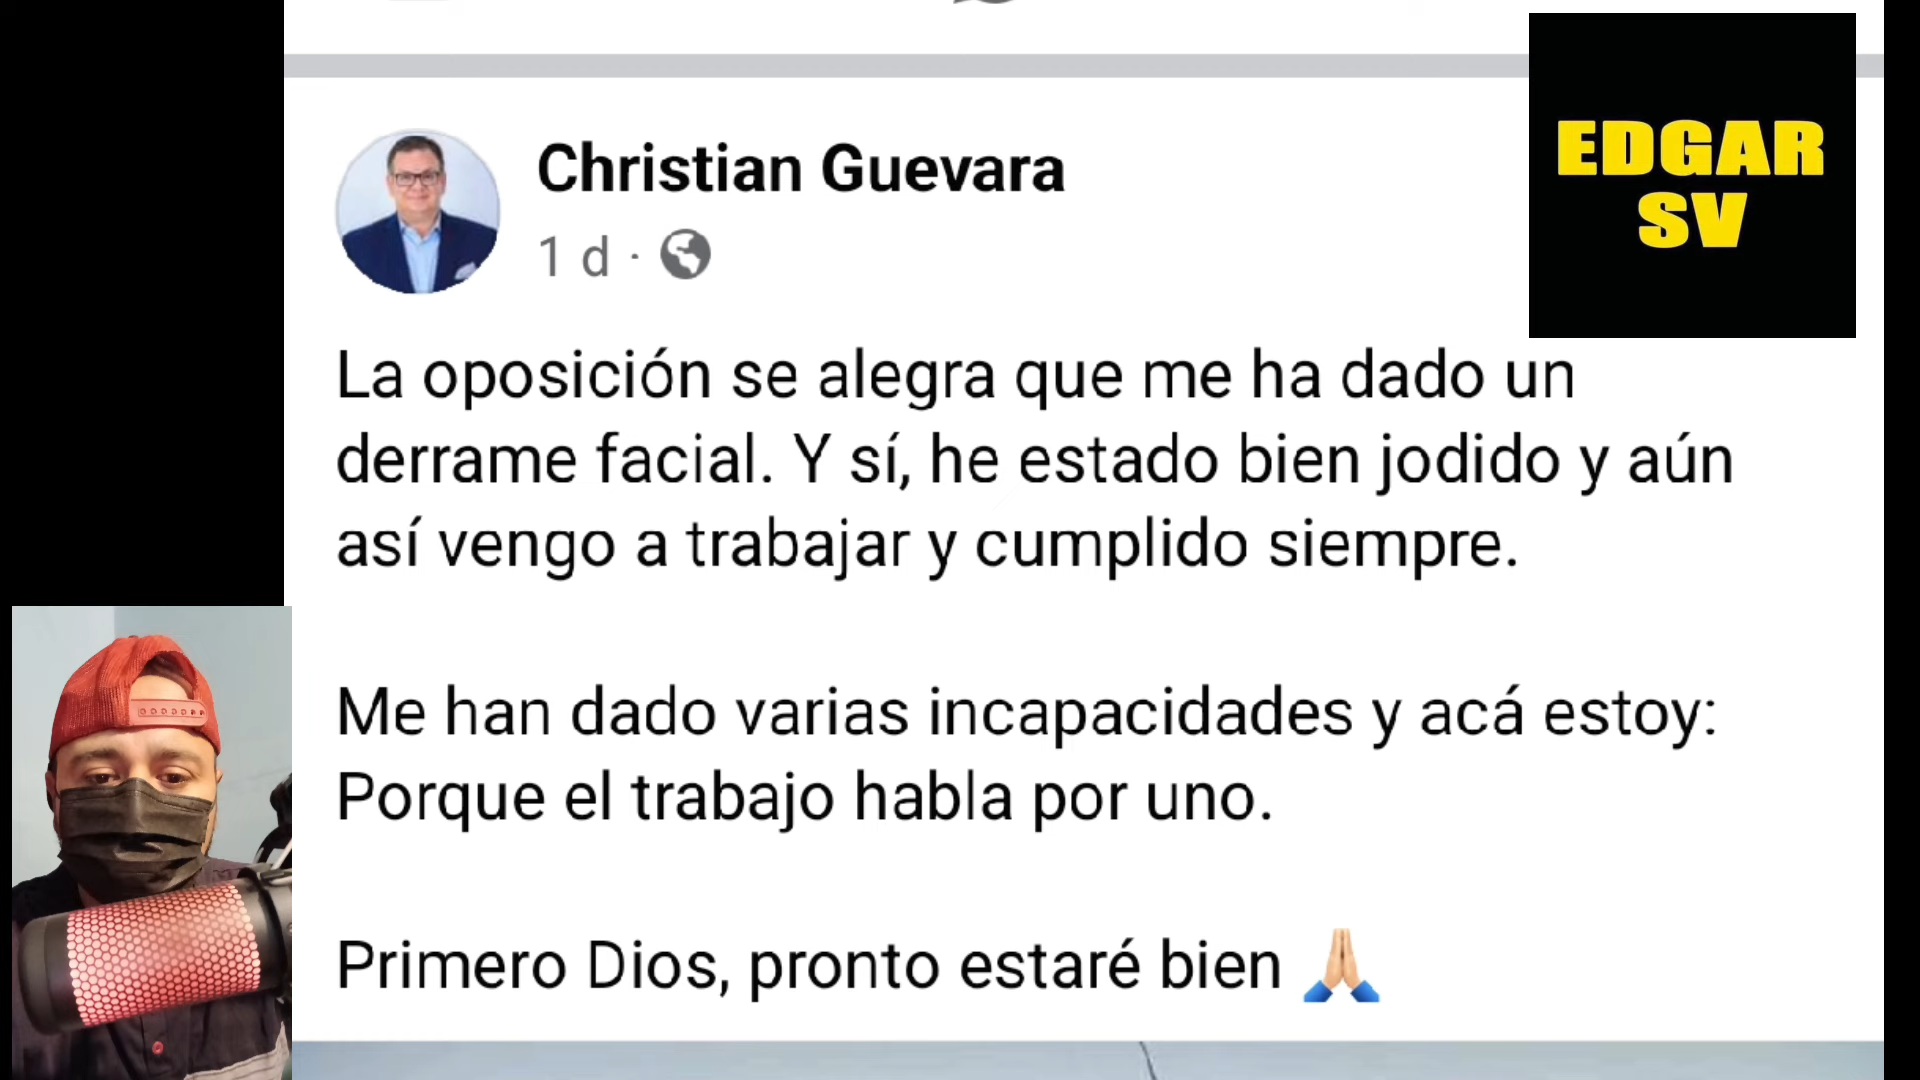 EDGAR
SV
Christian Guevara
1 d ·
La oposición se alegra que me ha dado un
derrame facial. Y sí, he estado bien jodido y aún
así vengo a trabajar y cumplido siempre.
Me han dado varias incapacidades y acá estoy:
Porque el trabajo habla por uno.
Primero Dios, pronto estaré bien 🙏🏼